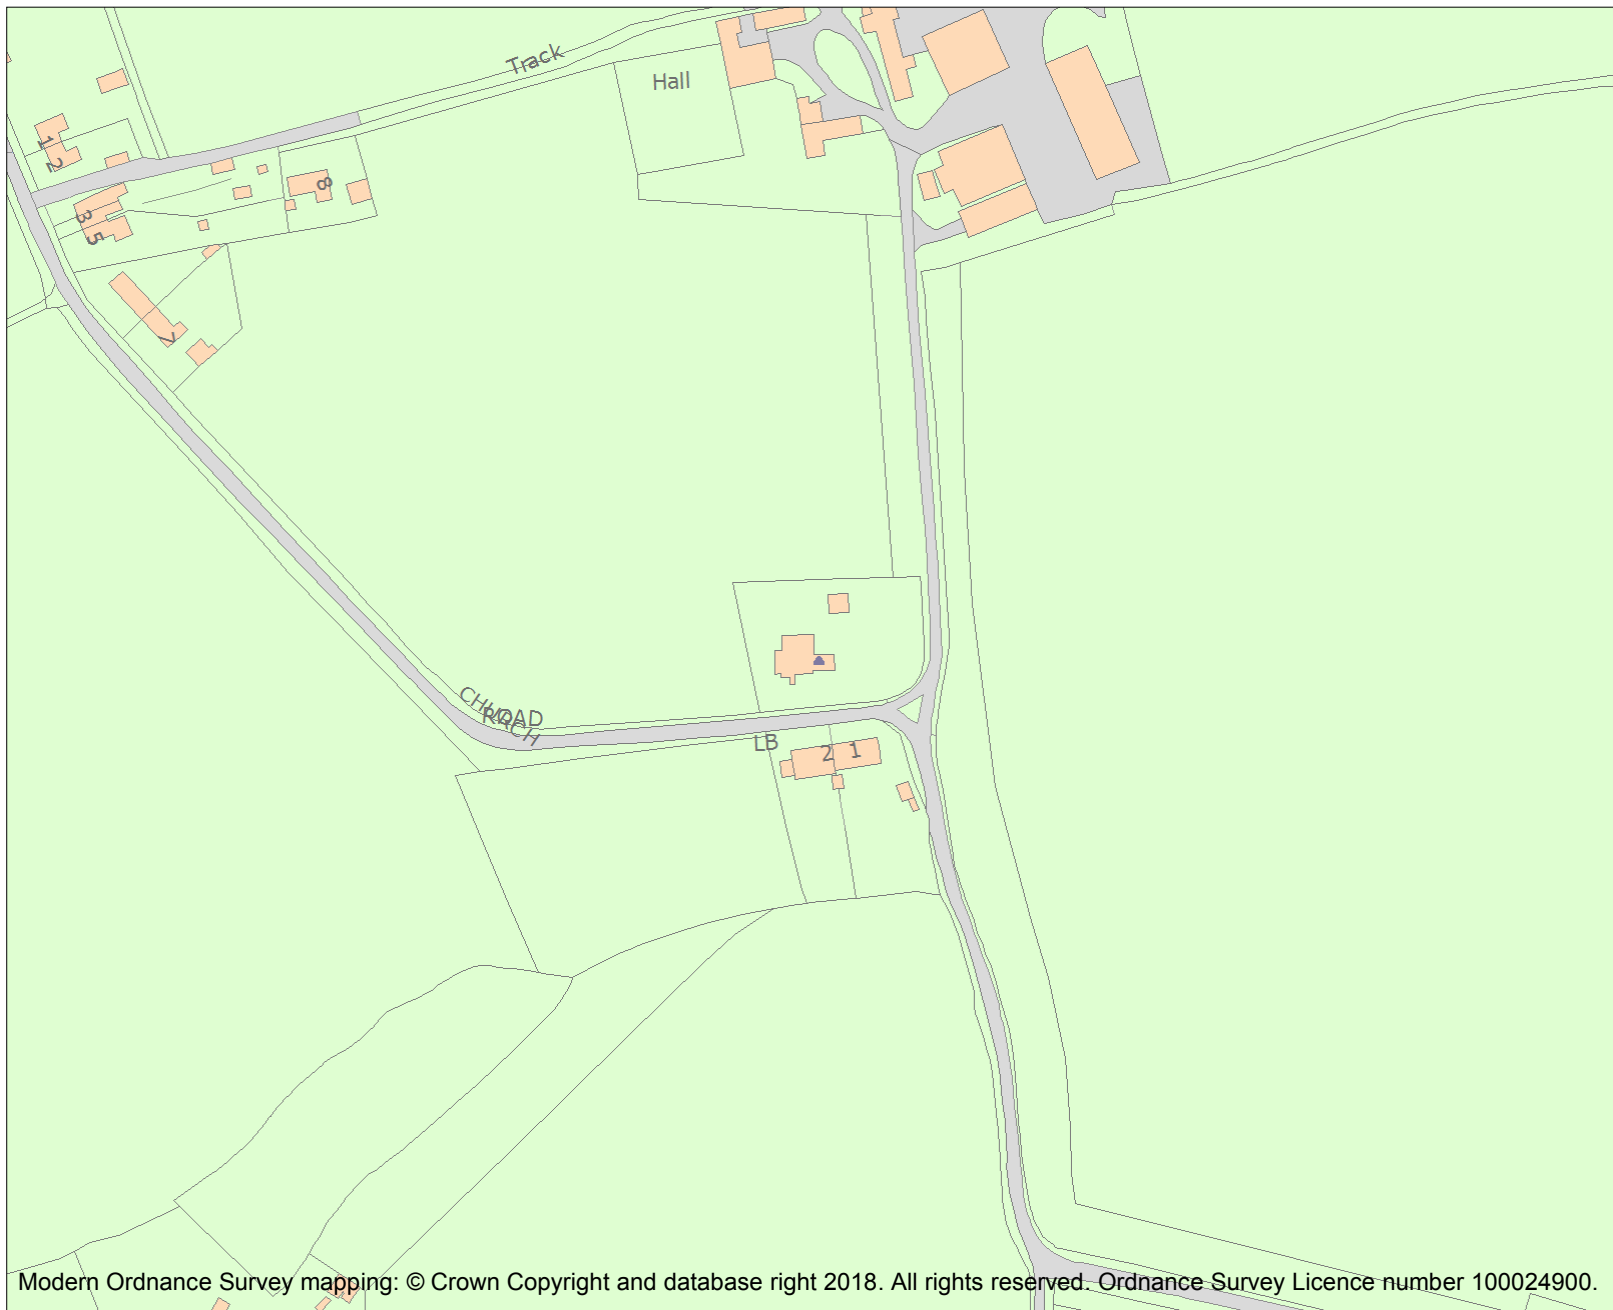 Track
Hall
1
2
8
3
5
7
CHURCH
ROAD
LB
2 1
Modern Ordnance Survey mapping: © Crown Copyright and database right 2018. All rights reserved. Ordnance Survey Licence number 100024900.